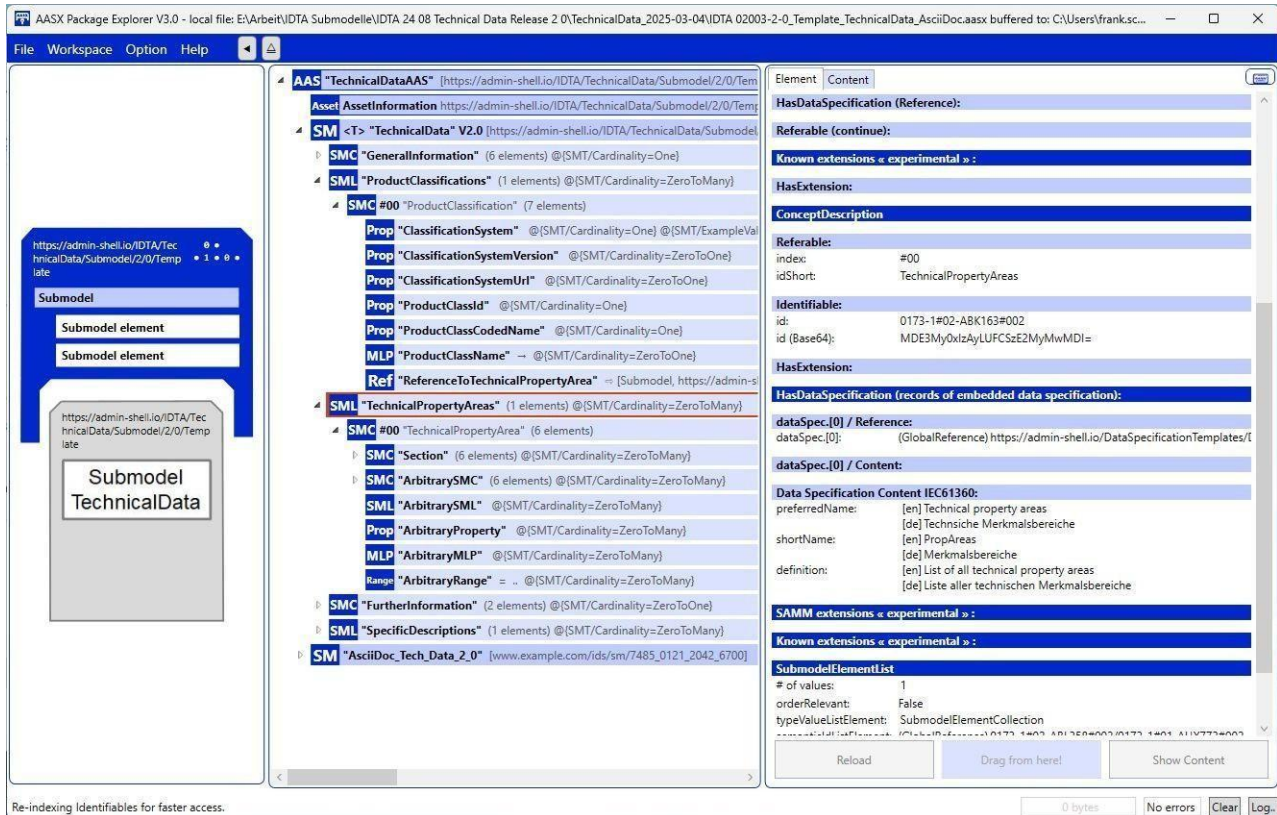 AASX Package Explorer V3.0 - local file: E:\Arbeit\IDTA Submodelle\IDTA 24 08 Technical Data Release 2 0\TechnicalData_2025-03-04\IDTA 02003-2-0_Template_TechnicalData_AsciiDoc.aasx buffered to: C:\Users\frank.sc...
File Workspace Option Help
https://admin-shell.io/IDTA/Tec
hnicalData/Submodel/2/0/Temp
late
0
1 0
Submodel
Submodel element
Submodel element
https://admin-shell.io/IDTA/Tec
hnicalData/Submodel/2/0/Temp
late
Submodel
TechnicalData
AAS "TechnicalDataAAS" [https://admin-shell.io/IDTA/TechnicalData/Submodel/2/0/Tem
Asset AssetInformation https://admin-shell.io/IDTA/TechnicalData/Submodel/2/0/Temp
SM <T> "TechnicalData" V2.0 [https://admin-shell.io/IDTA/TechnicalData/Submodel
SMC "GeneralInformation" (6 elements) @{SMT/Cardinality=One}
SML "ProductClassifications" (1 elements) @{SMT/Cardinality=ZeroToMany}
SMC #00 "ProductClassification" (7 elements)
Prop "ClassificationSystem" @{SMT/Cardinality=One} @{SMT/ExampleVal
Prop "ClassificationSystemVersion" @{SMT/Cardinality=ZeroToOne}
Prop "ClassificationSystemUrl" @{SMT/Cardinality=ZeroToOne}
Prop "ProductClassId" @{SMT/Cardinality=One}
Prop "ProductClassCodedName" @{SMT/Cardinality=One}
MLP "ProductClassName" → @{SMT/Cardinality=ZeroToOne}
Ref "ReferenceToTechnicalPropertyArea" ⇨ [Submodel, https://admin-s
SML "TechnicalPropertyAreas" (1 elements) @{SMT/Cardinality=ZeroToMany}
SMC #00 "TechnicalPropertyArea" (6 elements)
SMC "Section" (6 elements) @{SMT/Cardinality=ZeroToMany}
SMC "ArbitrarySMC" (6 elements) @{SMT/Cardinality=ZeroToMany}
SML "ArbitrarySML" @{SMT/Cardinality=ZeroToMany}
Prop "ArbitraryProperty" @{SMT/Cardinality=ZeroToMany}
MLP "ArbitraryMLP" @{SMT/Cardinality=ZeroToMany}
Range "ArbitraryRange" = .. @{SMT/Cardinality=ZeroToMany}
SMC "FurtherInformation" (2 elements) @{SMT/Cardinality=ZeroToOne}
SML "SpecificDescriptions" (1 elements) @{SMT/Cardinality=ZeroToMany}
SM "AsciiDoc_Tech_Data_2_0" [www.example.com/ids/sm/7485_0121_2042_6700]
Element Content
HasDataSpecification (Reference):
Referable (continue):
Known extensions « experimental » :
HasExtension:
ConceptDescription
Referable:
index: #00
idShort: TechnicalPropertyAreas
Identifiable:
id: 0173-1#02-ABK163#002
id (Base64): MDE3My0xIzAyLUFCSzE2MyMwMDI=
HasExtension:
HasDataSpecification (records of embedded data specification):
dataSpec.[0] / Reference:
dataSpec.[0]: (GlobalReference) https://admin-shell.io/DataSpecificationTemplates/D
dataSpec.[0] / Content:
Data Specification Content IEC61360:
preferredName: [en] Technical property areas
[de] Technsiche Merkmalsbereiche
shortName: [en] PropAreas
[de] Merkmalsbereiche
definition: [en] List of all technical property areas
[de] Liste aller technischen Merkmalsbereiche
SAMM extensions « experimental » :
Known extensions « experimental » :
SubmodelElementList
# of values: 1
orderRelevant: False
typeValueListElement: SubmodelElementCollection
Reload Drag from here! Show Content
Re-indexing Identifiables for faster access.
0 bytes No errors Clear Log..